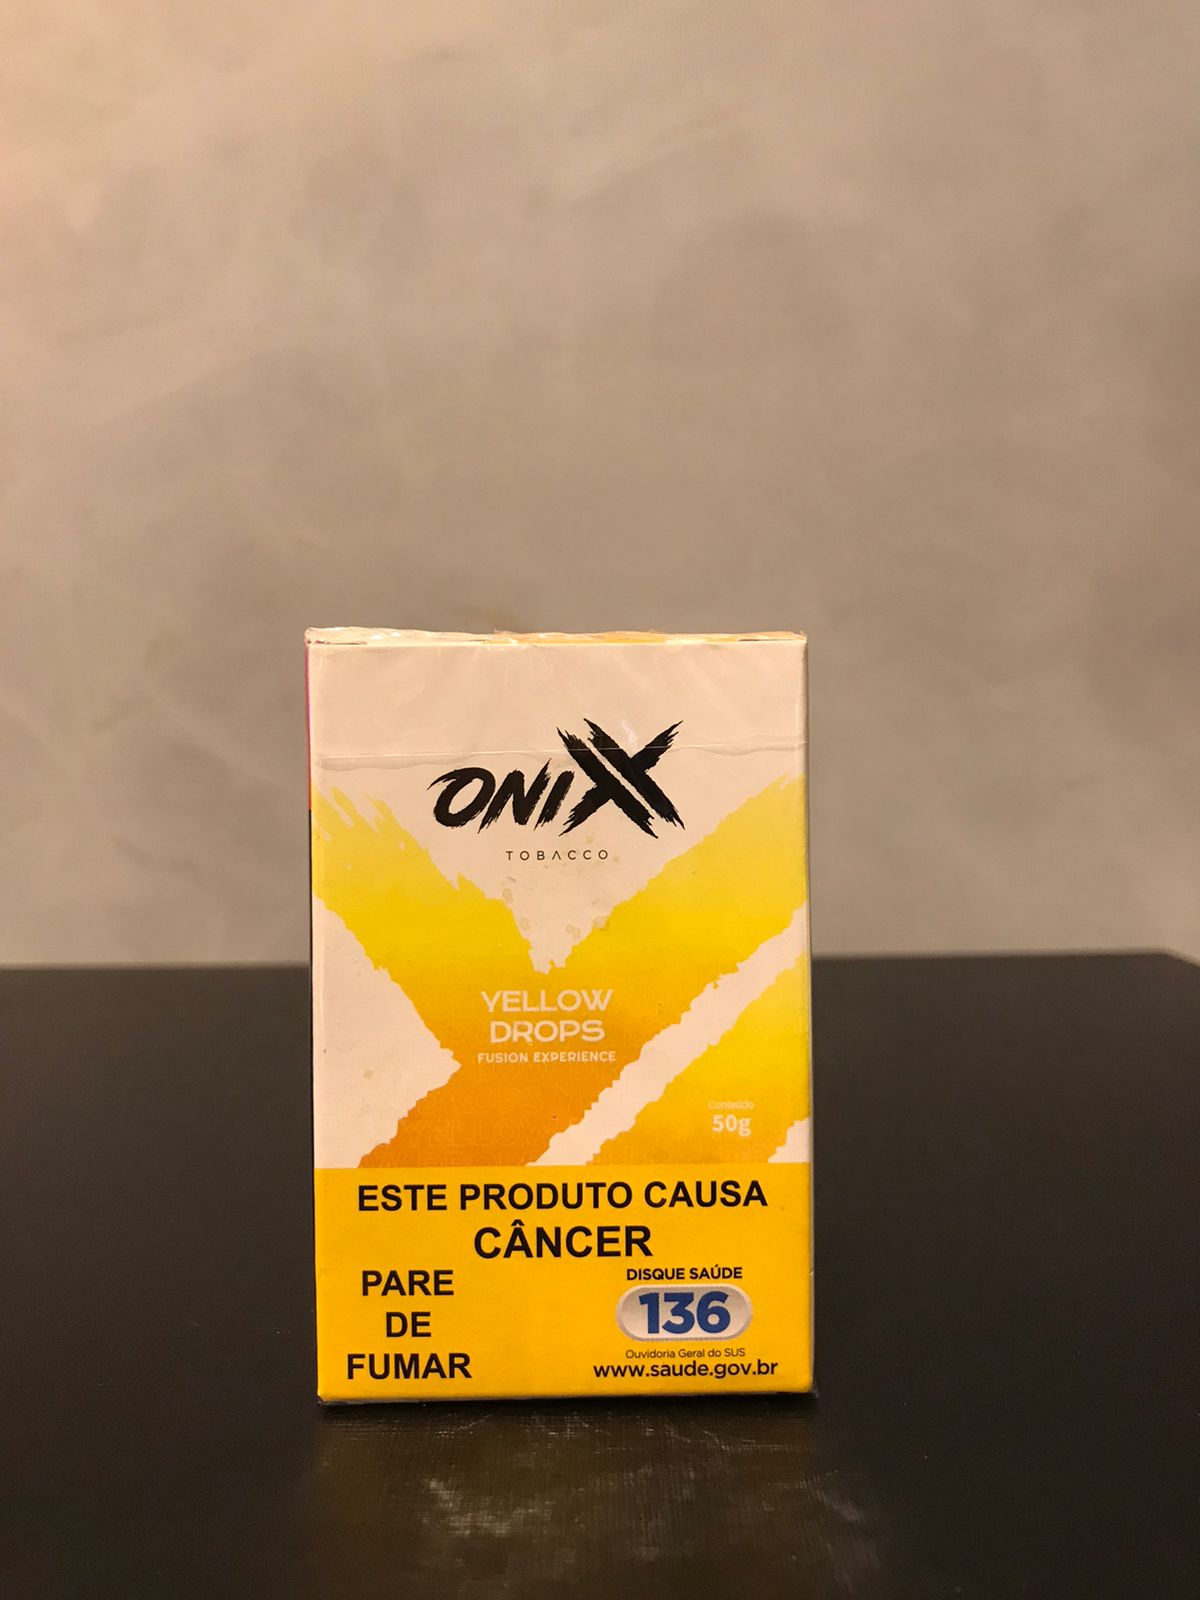 ONIXX
TOBACCO
YELLOW
DROPS
FUSION EXPERIENCE
Conteúdo
50g
ESTE PRODUTO CAUSA
CÂNCER
PARE
DE
FUMAR
DISQUE SAÚDE
136
Ouvidoria Geral do SUS
www.saude.gov.br